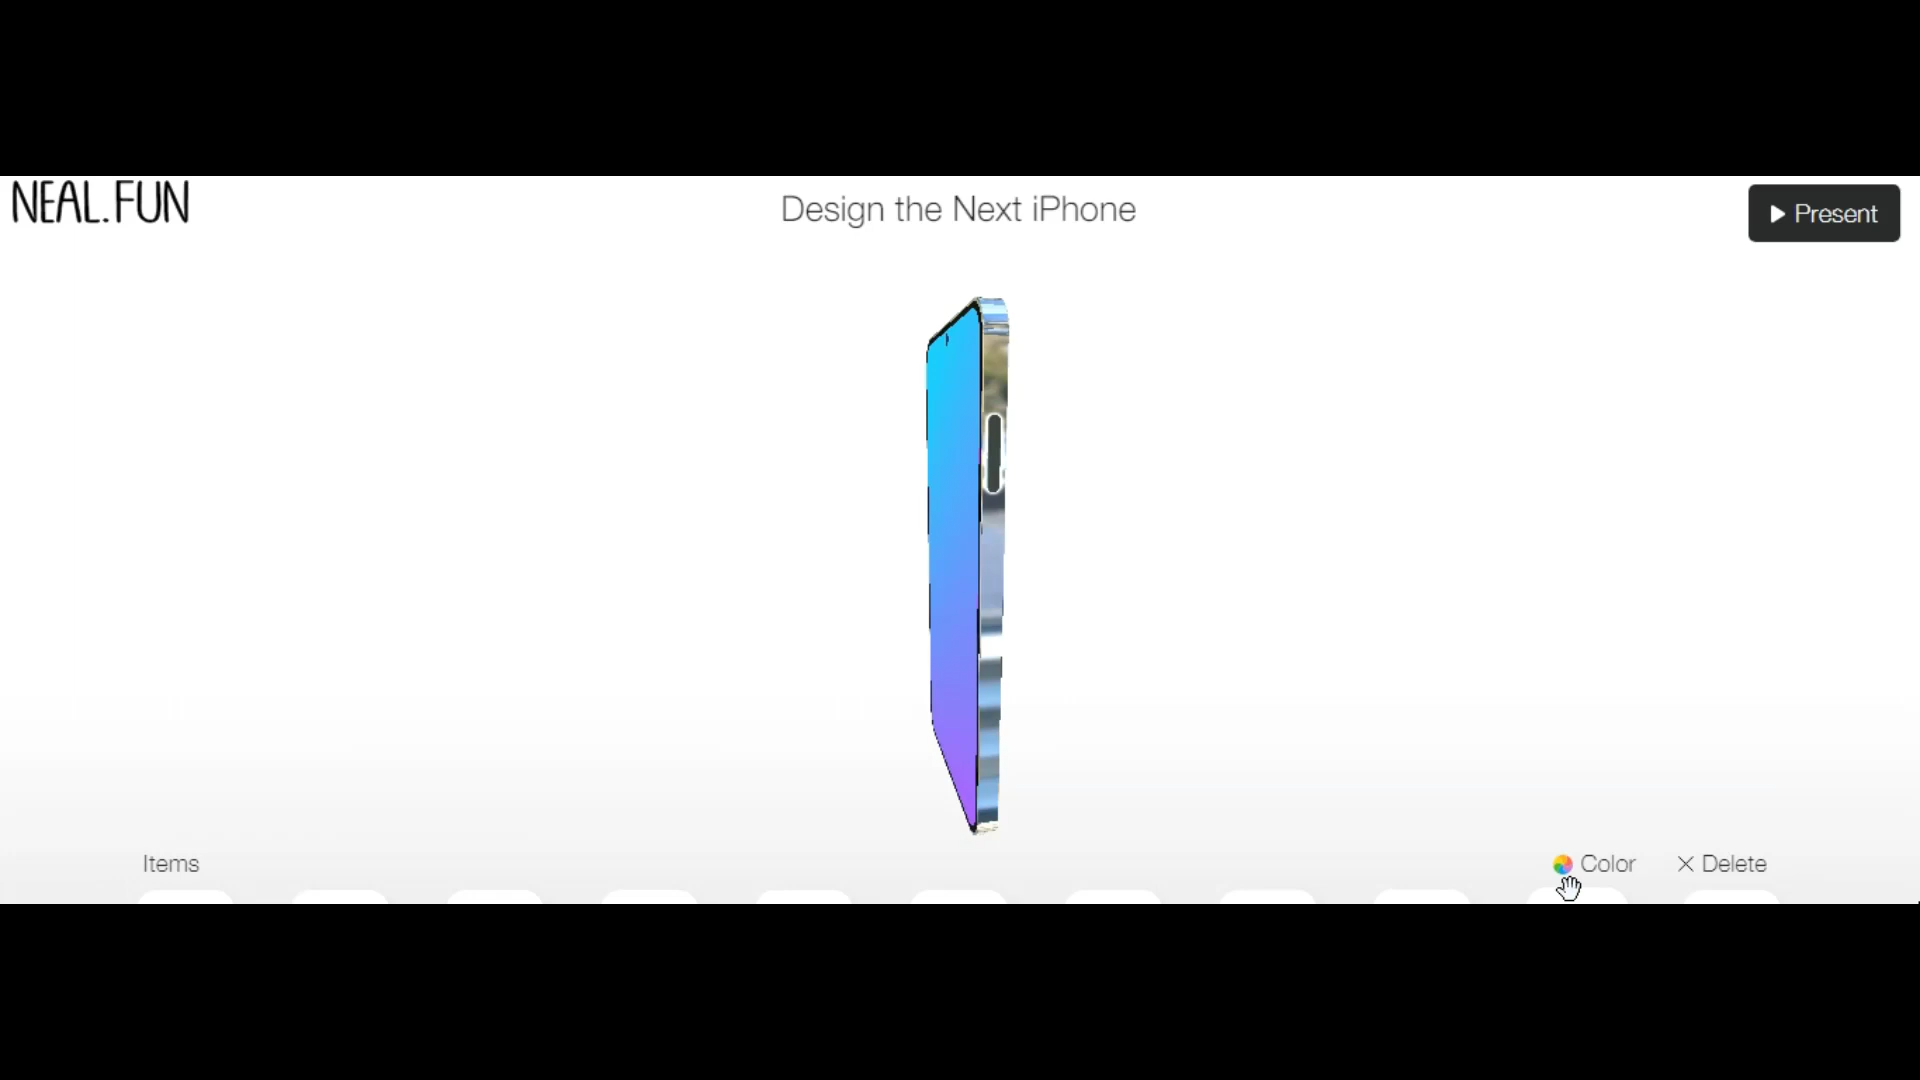 NEAL.FUN
Design the Next iPhone
Present
Items
Color
Delete